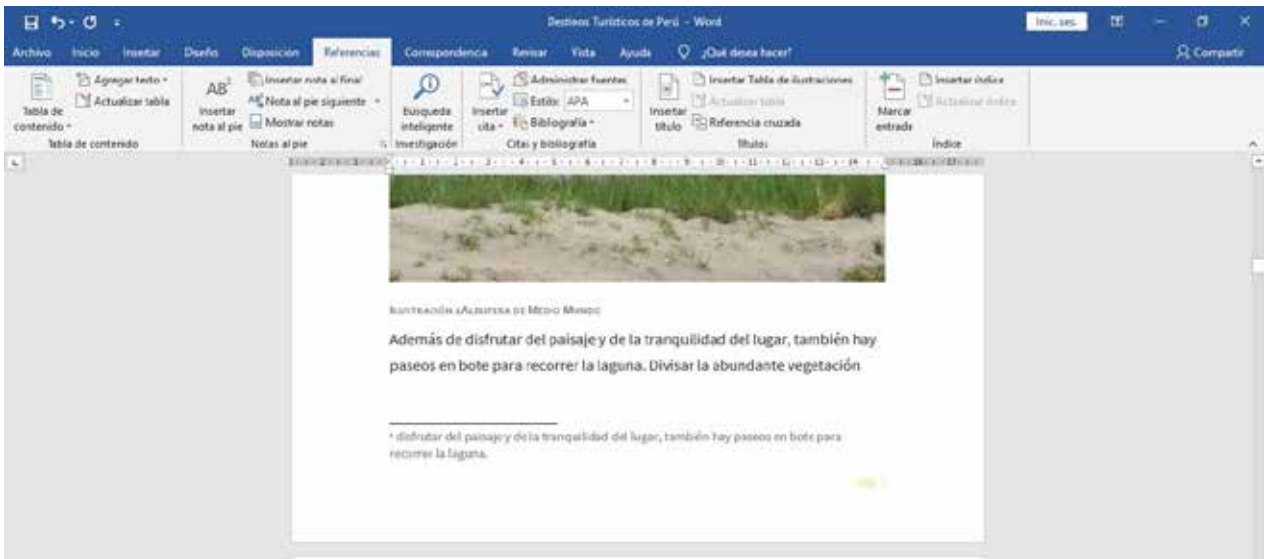 Destinos Turísticos de Perú - Word
Inic. ses.
Archivo Inicio Insertar Diseño Disposición Referencias Correspondencia Revisar Vista Ayuda ¿Qué desea hacer? Compartir
Tabla de contenido
Agregar texto
Actualizar tabla
Tabla de contenido
AB¹
Insertar nota al pie
Insertar nota al final
Nota al pie siguiente
Mostrar notas
Notas al pie
Búsqueda inteligente
Investigación
Insertar cita
Administrar fuentes
Estilo: APA
Bibliografía
Citas y bibliografía
Insertar título
Insertar Tabla de ilustraciones
Actualizar tabla
Referencia cruzada
Títulos
Marcar entrada
Insertar índice
Actualizar índice
Índice
Ilustración Albufera de Medio Mundo
Además de disfrutar del paisaje y de la tranquilidad del lugar, también hay
paseos en bote para recorrer la laguna. Divisar la abundante vegetación
disfrutar del paisaje y de la tranquilidad del lugar, también hay paseos en bote para
recorrer la laguna.